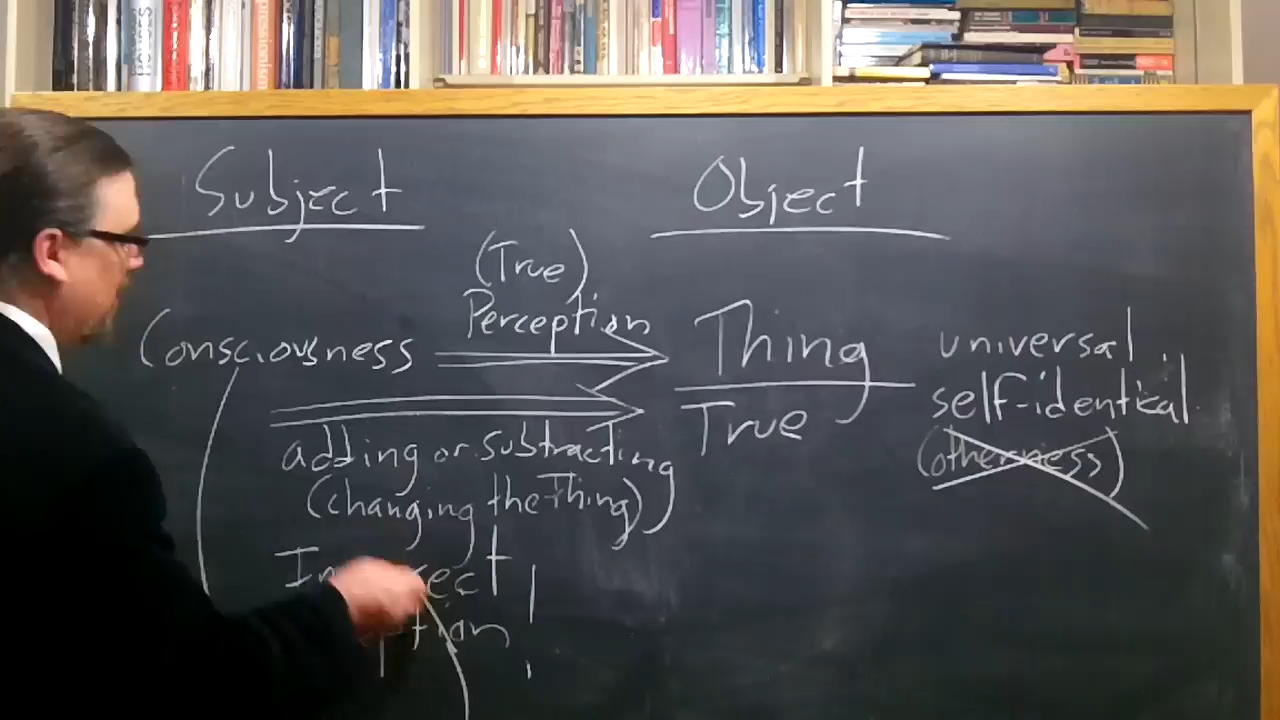 Subject Object
(True)
Perception
Consciousness Thing universal
self-identical
True
adding or subtracting (otherness)
(changing the Thing)